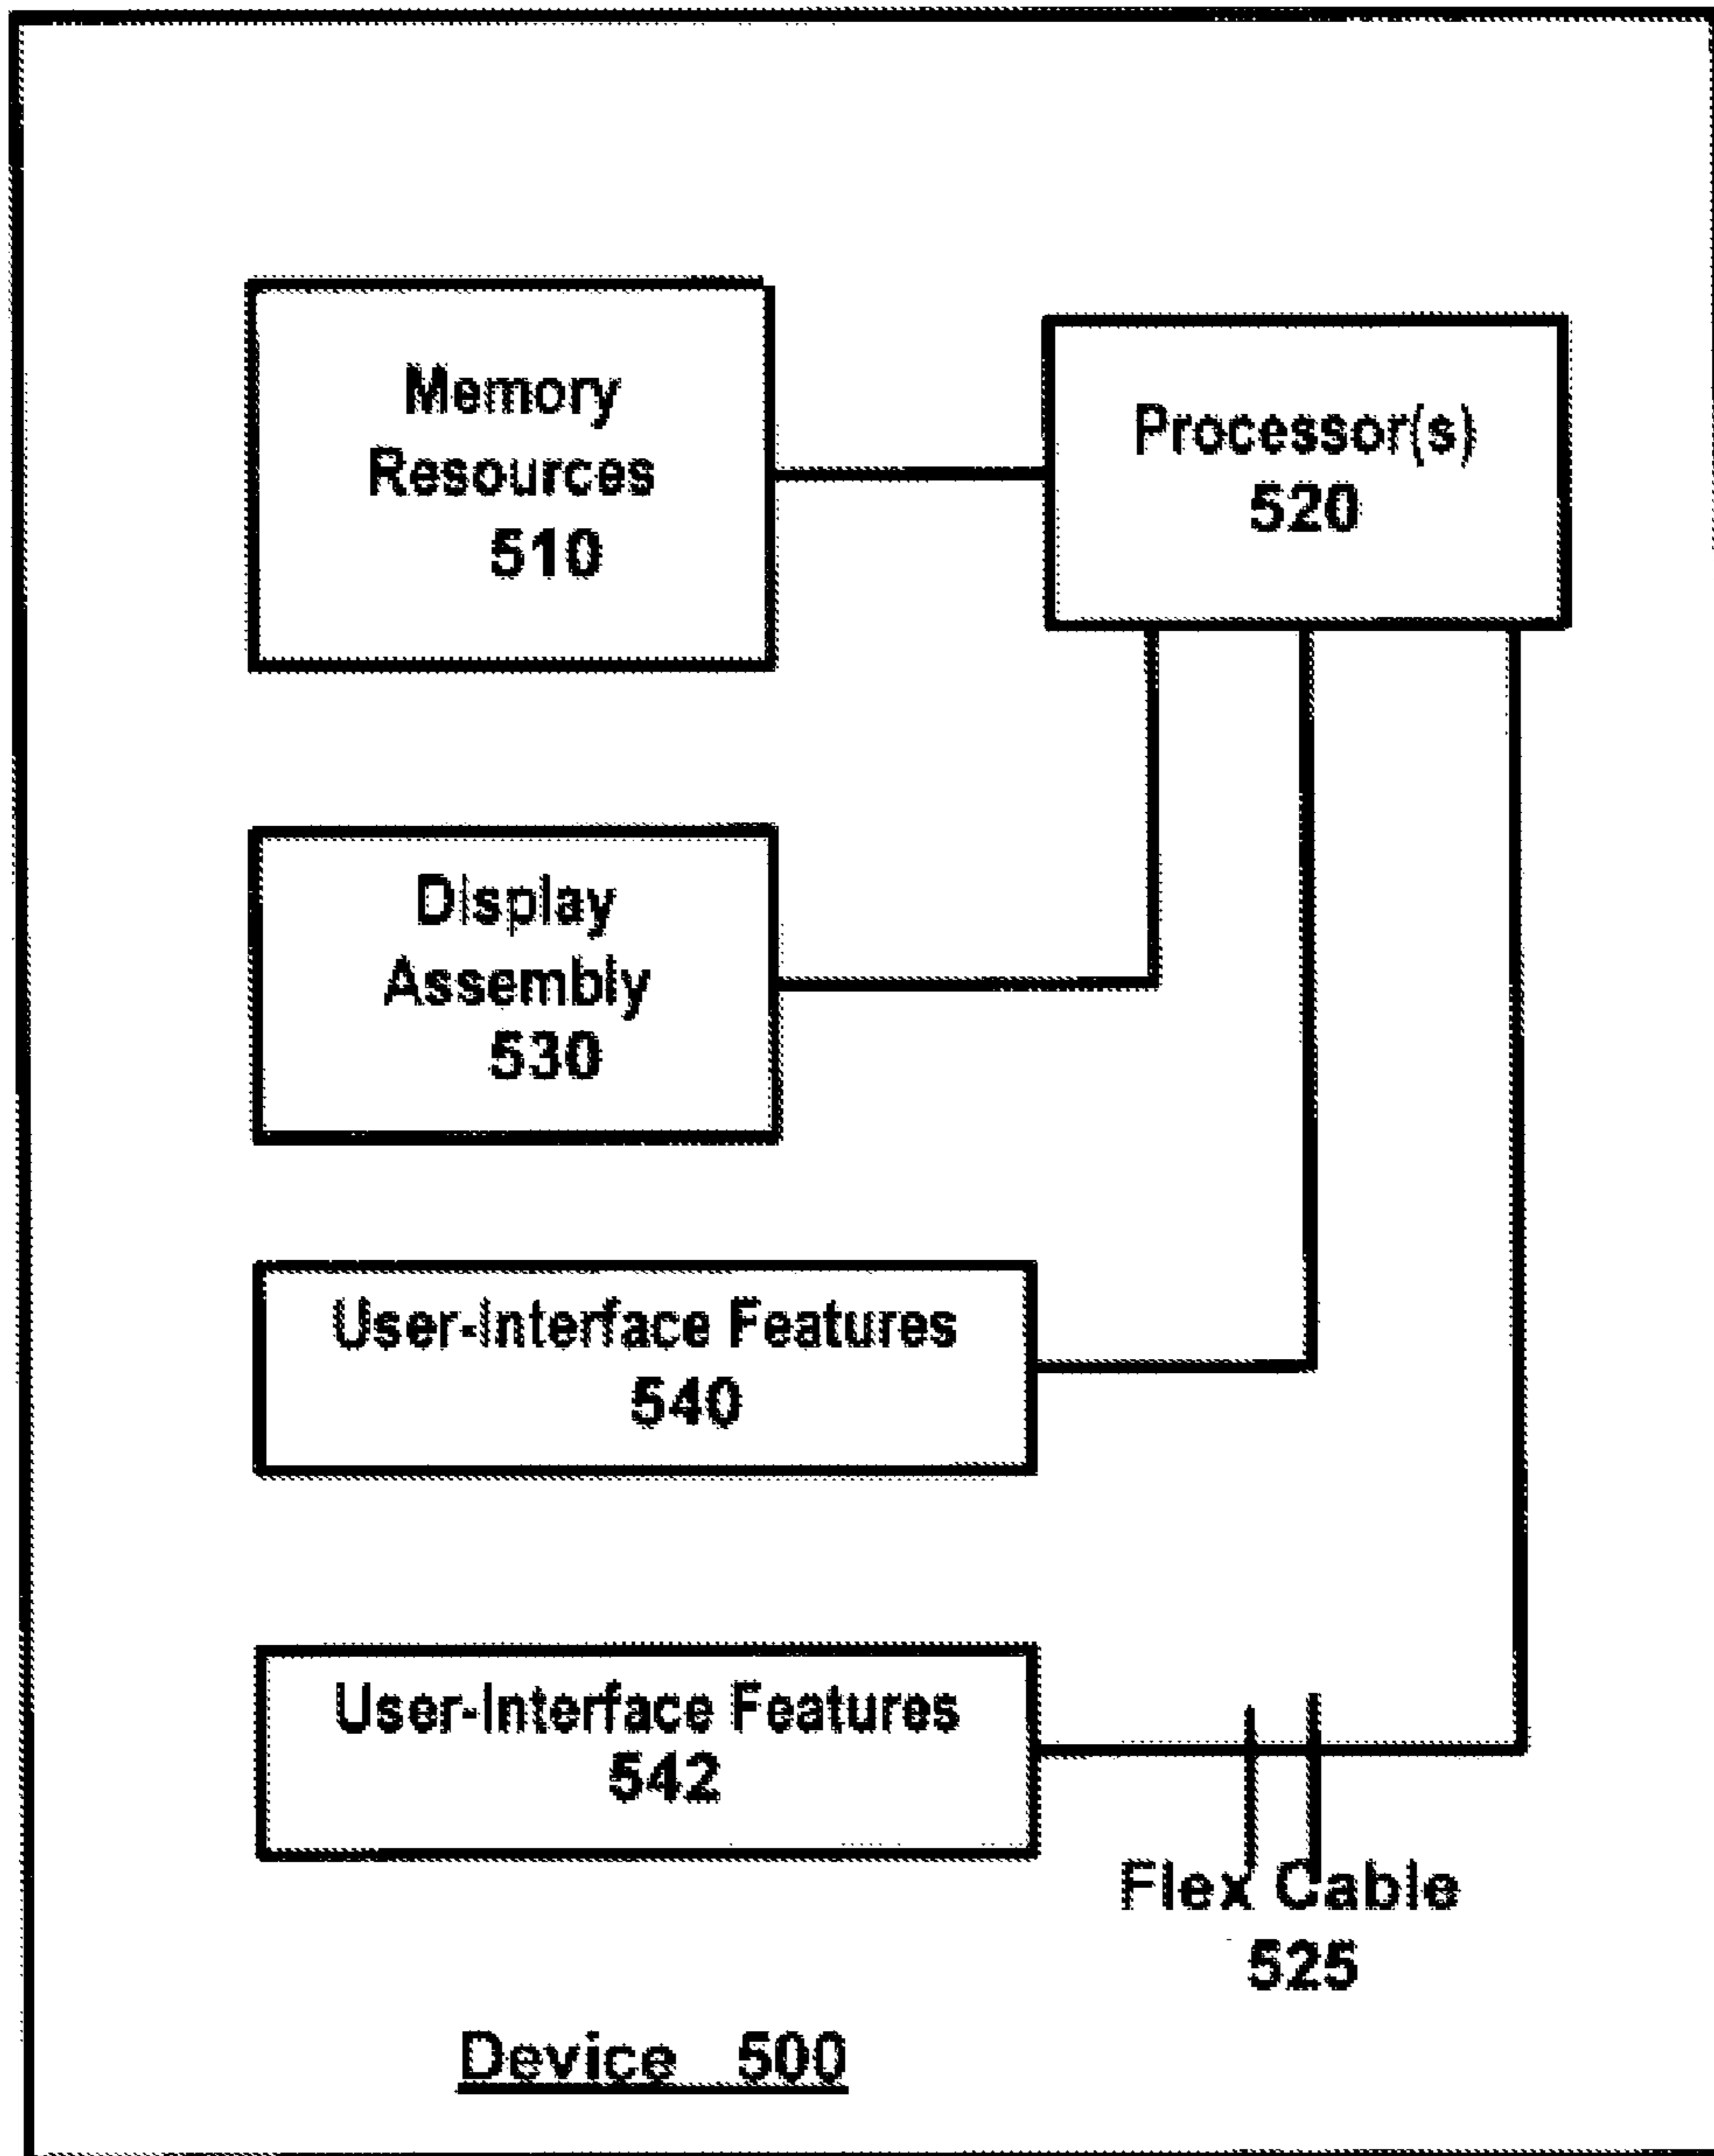 Memory
Resources
510
Processor(s)
520
Display
Assembly
530
User-Interface Features
540
User-Interface Features
542
Flex Cable
525
Device 500